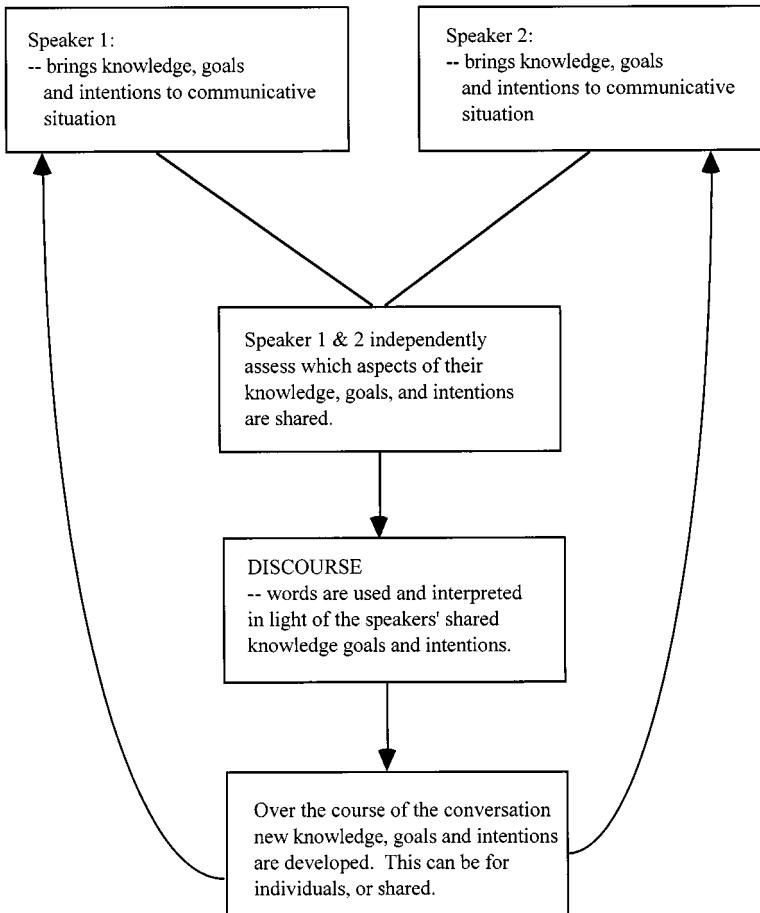 Speaker 1:
-- brings knowledge, goals
and intentions to communicative
situation
Speaker 2:
-- brings knowledge, goals
and intentions to communicative
situation
Speaker 1 & 2 independently
assess which aspects of their
knowledge, goals, and intentions
are shared.
DISCOURSE
-- words are used and interpreted
in light of the speakers' shared
knowledge goals and intentions.
Over the course of the conversation
new knowledge, goals and intentions
are developed. This can be for
individuals, or shared.